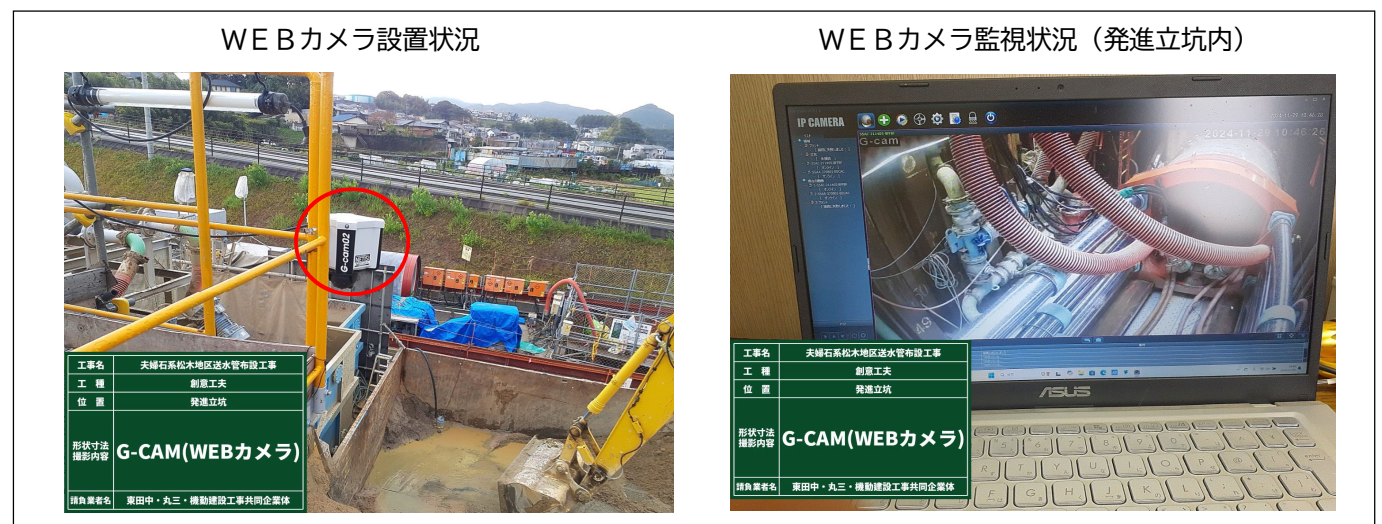 ＷＥＢカメラ設置状況
ＷＥＢカメラ監視状況（発進立坑内）
G-cam02
工事名 夫婦石系松木地区送水管布設工事
工　種 創意工夫
位　置 発進立坑
形状寸法
撮影内容
G-CAM(WEBカメラ)
請負業者名 東田中・丸三・機動建設工事共同企業体
IP CAMERA
G-cam
2024-11-28 10:46:26
ASUS
工事名 夫婦石系松木地区送水管布設工事
工　種 創意工夫
位　置 発進立坑
形状寸法
撮影内容
G-CAM(WEBカメラ)
請負業者名 東田中・丸三・機動建設工事共同企業体